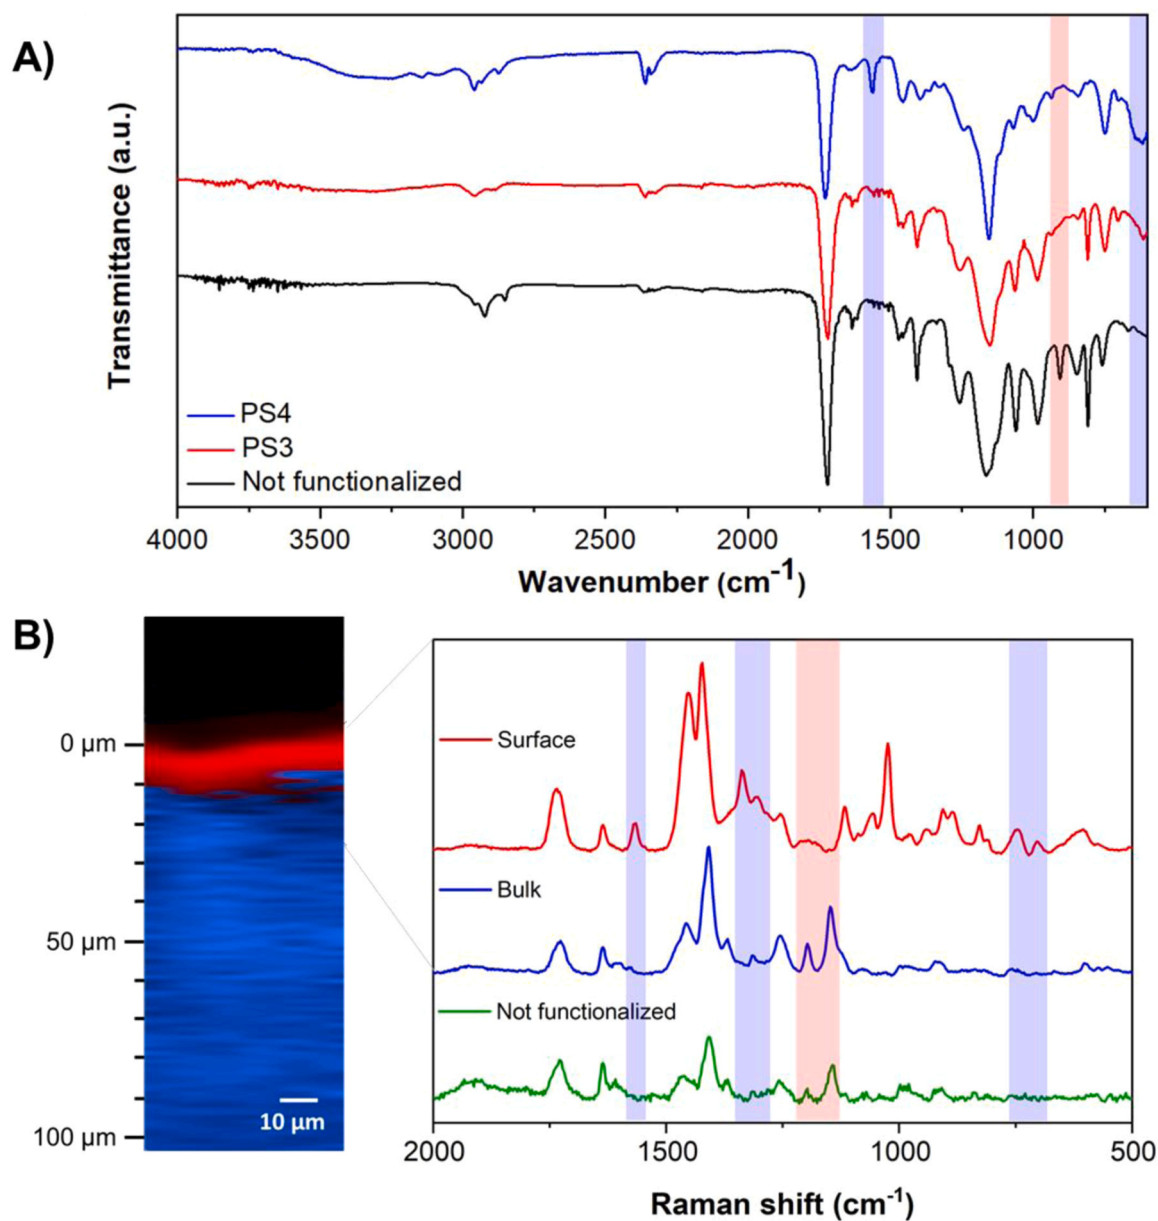 A)
Transmittance (a.u.)
PS4
PS3
Not functionalized
4000 3500 3000 2500 2000 1500 1000
Wavenumber (cm⁻¹)
B)
0 µm
50 µm
100 µm
10 µm
Surface
Bulk
Not functionalized
2000 1500 1000 500
Raman shift (cm⁻¹)